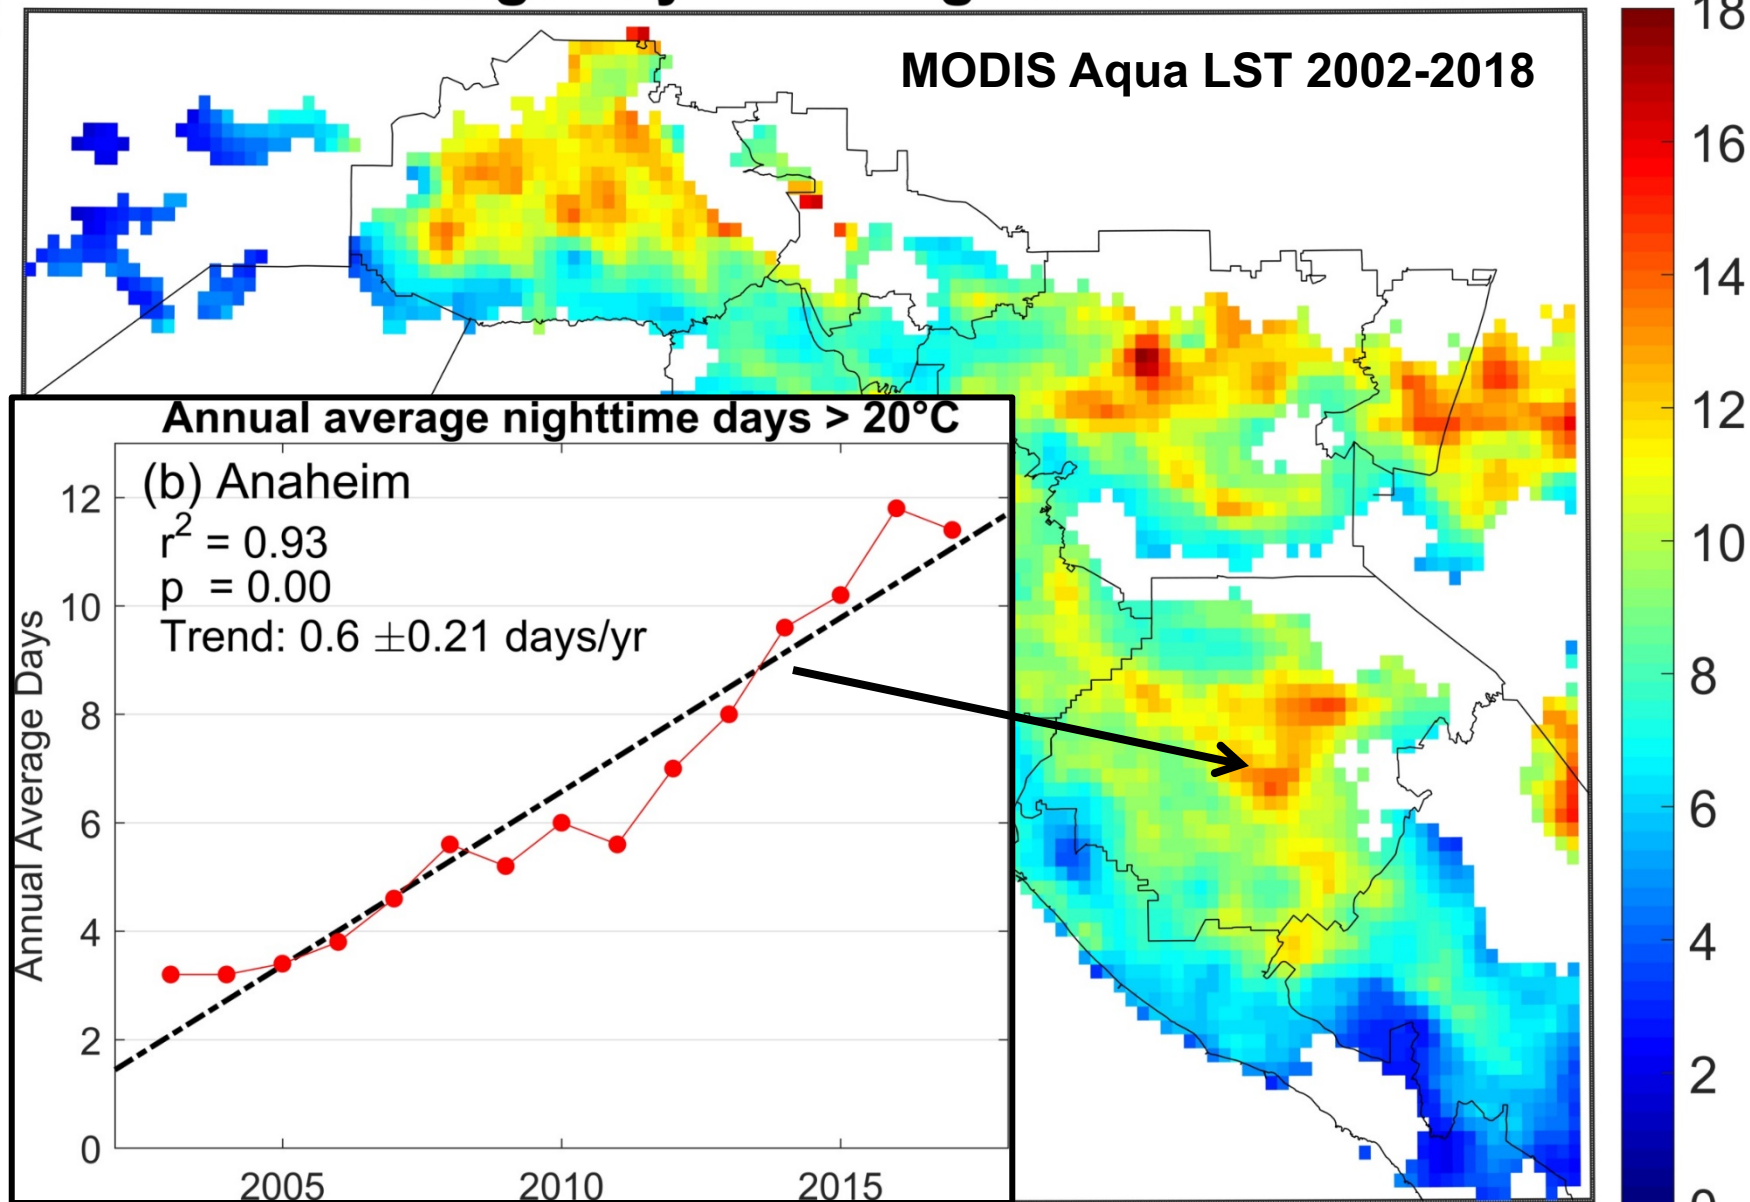 MODIS Aqua LST 2002-2018
18
16
14
12
10
8
6
4
2
0
Annual average nighttime days > 20°C
(b) Anaheim
r² = 0.93
p = 0.00
Trend: 0.6 ±0.21 days/yr
Annual Average Days
12
10
8
6
4
2
0
2005
2010
2015